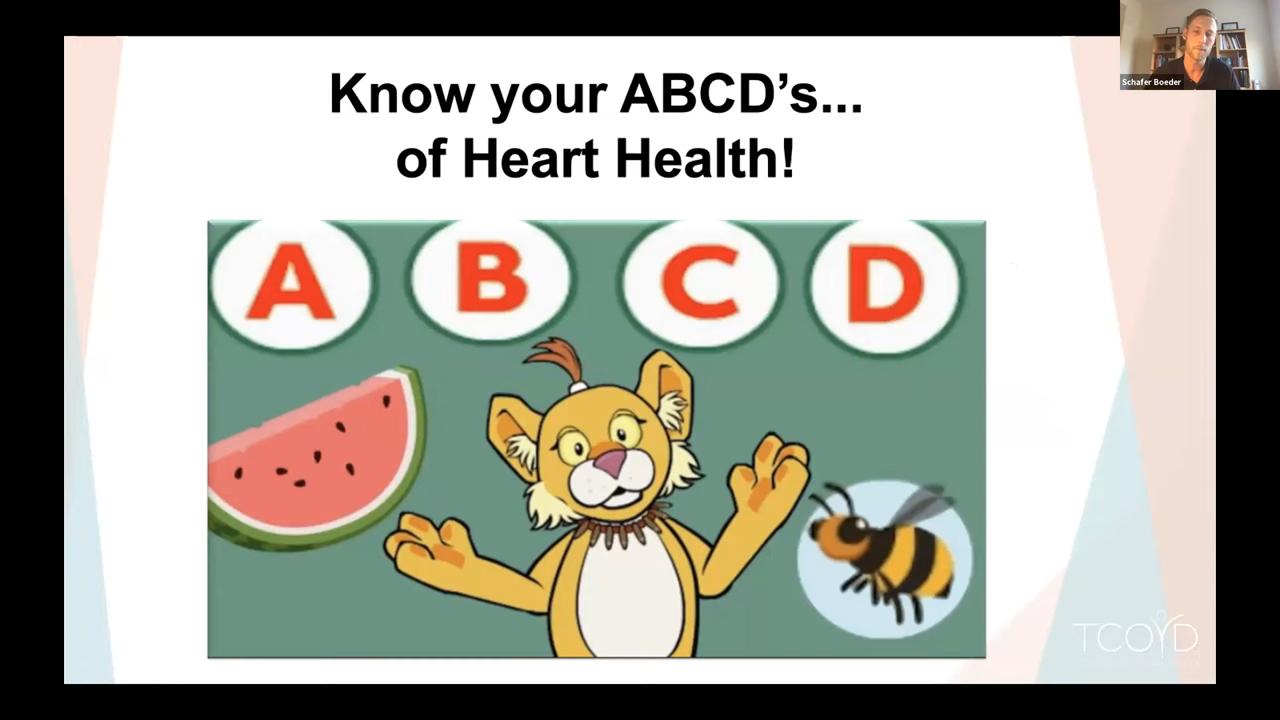 Know your ABCD’s...
of Heart Health!
A B C D
Schafer Boeder
TCOYD